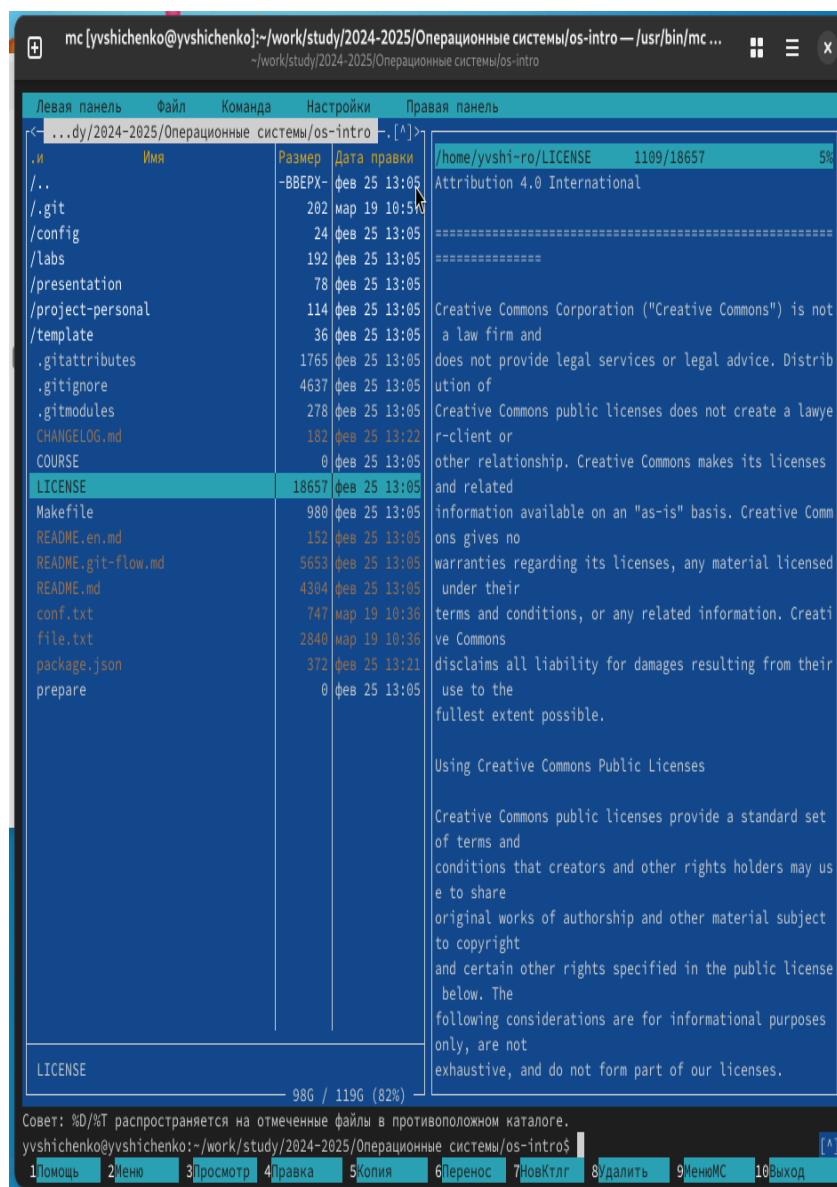 mc [yvshichenko@yvshichenko]:~/work/study/2024-2025/Операционные системы/os-intro — /usr/bin/mc ...
~/work/study/2024-2025/Операционные системы/os-intro
Левая панель Файл Команда Настройки Правая панель
<— ...dy/2024-2025/Операционные системы/os-intro —.[^]>
.и Имя Размер Дата правки
/.. -ВВЕРХ- фев 25 13:05
/.git 202 мар 19 10:5
/config 24 фев 25 13:05
/labs 192 фев 25 13:05
/presentation 78 фев 25 13:05
/project-personal 114 фев 25 13:05
/template 36 фев 25 13:05
.gitattributes 1765 фев 25 13:05
.gitignore 4637 фев 25 13:05
.gitmodules 278 фев 25 13:05
CHANGELOG.md 182 фев 25 13:22
COURSE 0 фев 25 13:05
LICENSE 18657 фев 25 13:05
Makefile 980 фев 25 13:05
README.en.md 152 фев 25 13:05
README.git-flow.md 5653 фев 25 13:05
README.md 4304 фев 25 13:05
conf.txt 747 мар 19 10:36
file.txt 2840 мар 19 10:36
package.json 372 фев 25 13:21
prepare 0 фев 25 13:05
LICENSE
98G / 119G (82%)
/home/yvshi~ro/LICENSE 1109/18657 5%
Attribution 4.0 International
========================================================
===============
Creative Commons Corporation ("Creative Commons") is not
a law firm and
does not provide legal services or legal advice. Distrib
ution of
Creative Commons public licenses does not create a lawye
r-client or
other relationship. Creative Commons makes its licenses
and related
information available on an "as-is" basis. Creative Comm
ons gives no
warranties regarding its licenses, any material licensed
under their
terms and conditions, or any related information. Creati
ve Commons
disclaims all liability for damages resulting from their
use to the
fullest extent possible.
Using Creative Commons Public Licenses
Creative Commons public licenses provide a standard set
of terms and
conditions that creators and other rights holders may us
e to share
original works of authorship and other material subject
to copyright
and certain other rights specified in the public license
below. The
following considerations are for informational purposes
only, are not
exhaustive, and do not form part of our licenses.
Совет: %D/%T распространяется на отмеченные файлы в противоположном каталоге.
yvshichenko@yvshichenko:~/work/study/2024-2025/Операционные системы/os-intro$ [^]
1Помощь 2Меню 3Просмотр 4Правка 5Копия 6Перенос 7НовКтлг 8Удалить 9МенюMC 10Выход